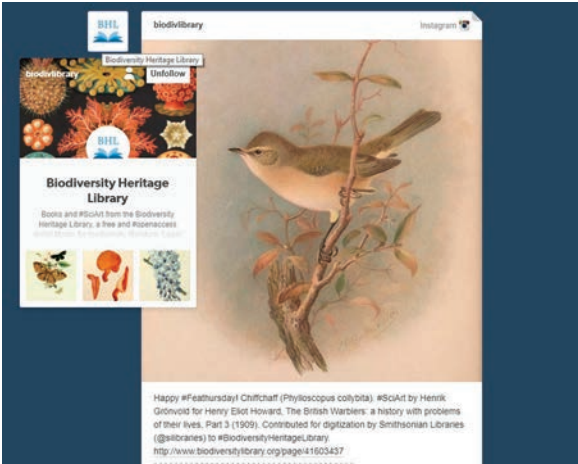 BHL
biodivlibrary
Instagram
Biodiversity Heritage Library
biodivlibrary
Unfollow
BHL
Biodiversity Heritage
Library
Books and #SciArt from the Biodiversity
Heritage Library, a free and #openaccess
Happy #Feathursday! Chiffchaff (Phylloscopus collybita). #SciArt by Henrik
Grönvold for Henry Eliot Howard, The British Warblers: a history with problems
of their lives, Part 3 (1909). Contributed for digitization by Smithsonian Libraries
(@silibraries) to #BiodiversityHeritageLibrary.
http://www.biodiversitylibrary.org/page/41603437